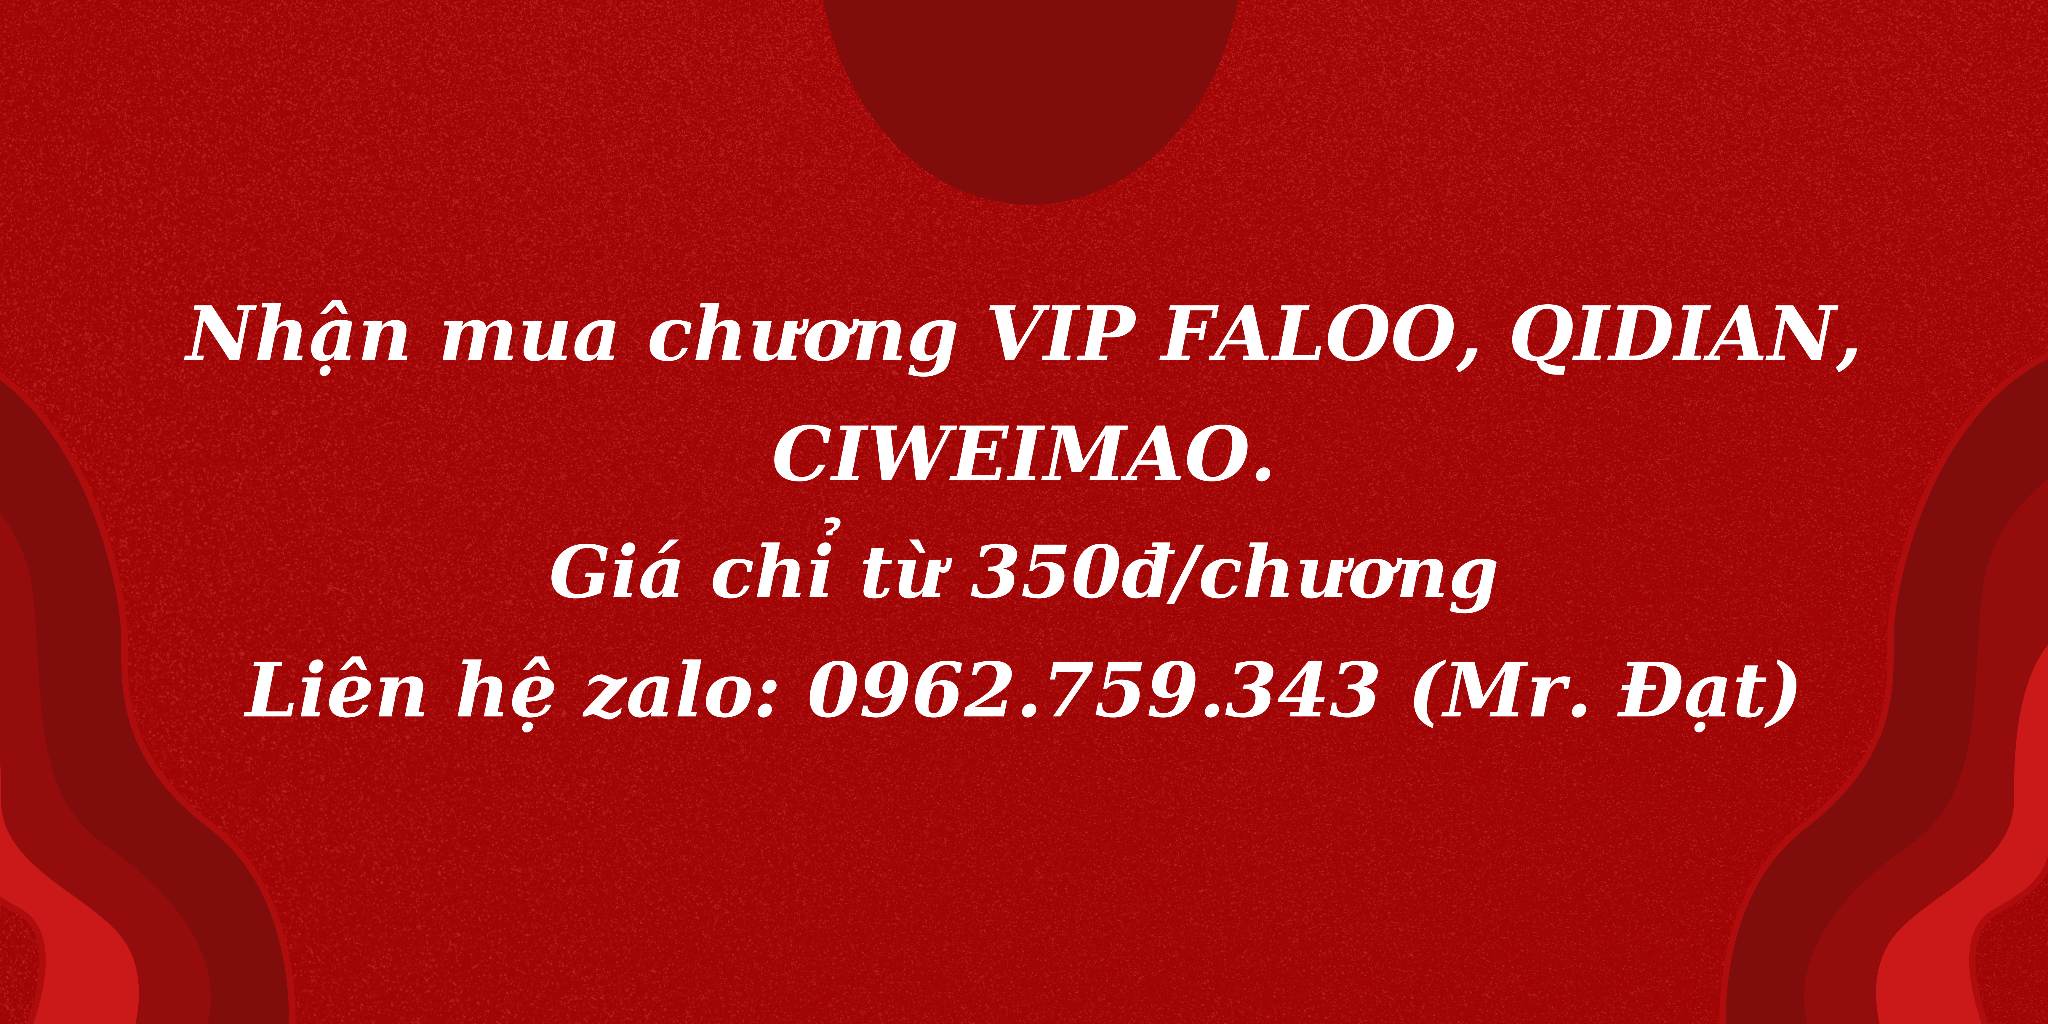 Nhận mua chương VIP FALOO, QIDIAN,
CIWEIMAO.
Giá chỉ từ 350đ/chương
Liên hệ zalo: 0962.759.343 (Mr. Đạt)